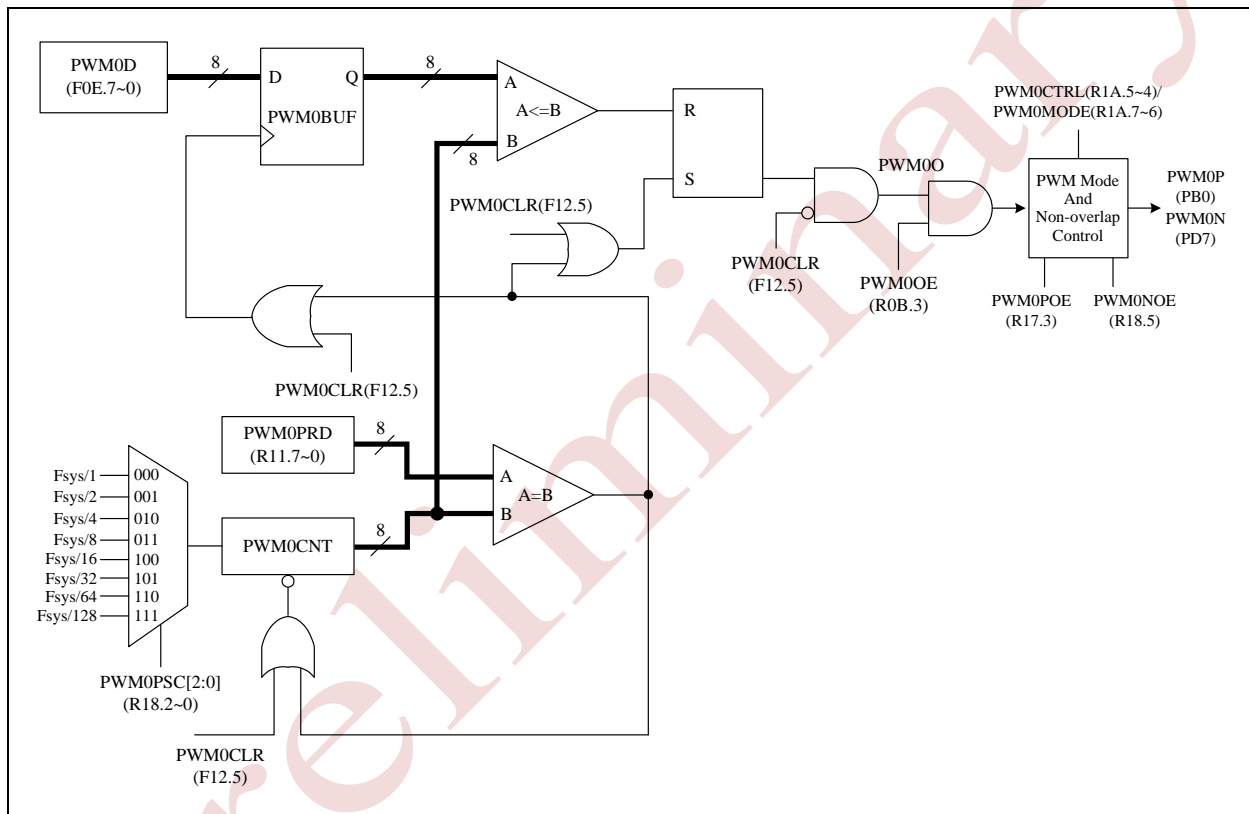 PWM0D
(F0E.7~0)
8
D
Q
PWM0BUF
8
A
A<=B
B
8
R
S
PWM0CLR(F12.5)
PWM0O
PWM0CLR
(F12.5)
PWM0OE
(R0B.3)
PWM0CTRL(R1A.5~4)/
PWM0MODE(R1A.7~6)
PWM Mode
And
Non-overlap
Control
PWM0P
(PB0)
PWM0N
(PD7)
PWM0POE
(R17.3)
PWM0NOE
(R18.5)
PWM0CLR(F12.5)
PWM0PRD
(R11.7~0)
8
A
A=B
B
Fsys/1
000
Fsys/2
001
Fsys/4
010
Fsys/8
011
Fsys/16
100
Fsys/32
101
Fsys/64
110
Fsys/128
111
PWM0CNT
8
PWM0PSC[2:0]
(R18.2~0)
PWM0CLR
(F12.5)
reliminary